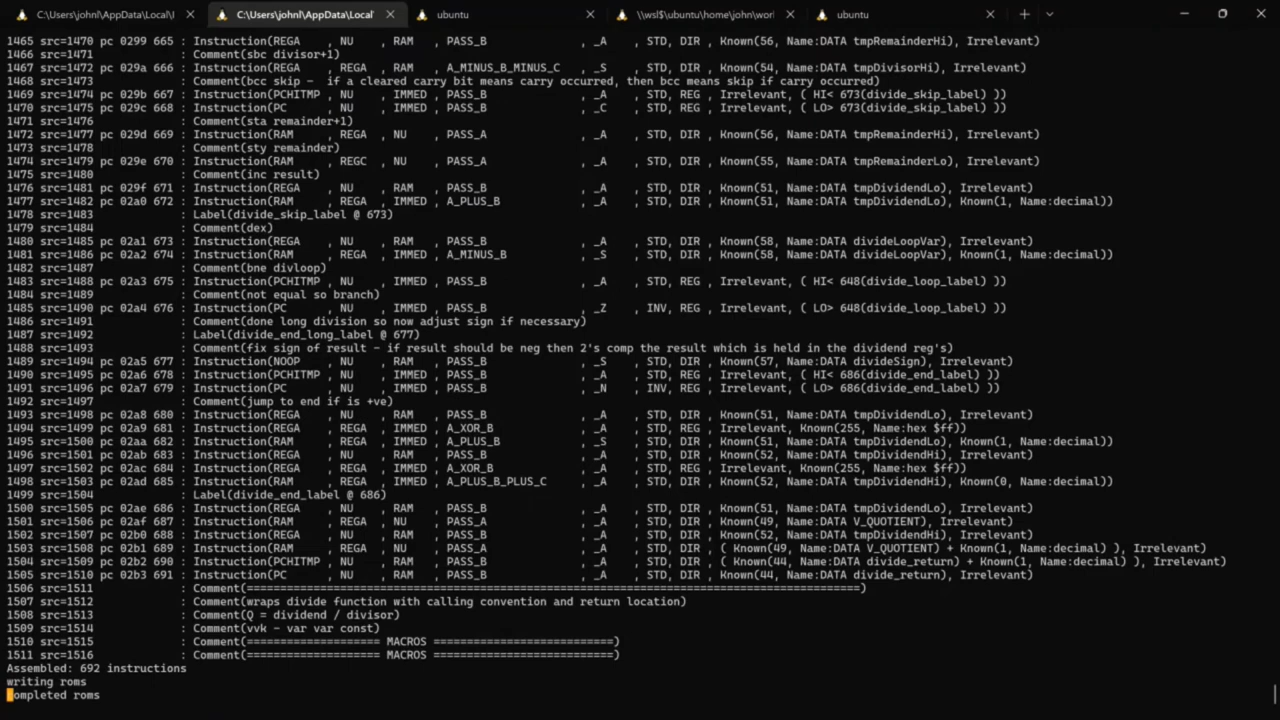 C:\Users\johnl\AppData\Local\I
C:\Users\johnl\AppData\Local'
ubuntu
\\wsl$\ubuntu\home\john\worl
ubuntu
1465 src=1470 pc 0299 665 : Instruction(REGA , NU , RAM , PASS_B , _A , STD, DIR, Known(56, Name:DATA tmpRemainderHi), Irrelevant)
1466 src=1471 : Comment(sbc divisor+1)
1467 src=1472 pc 029a 666 : Instruction(REGA , REGA , RAM , A_MINUS_B_MINUS_C , _S , STD, DIR , Known(54, Name:DATA tmpDivisorHi), Irrelevant)
1468 src=1473 : Comment(bcc skip - if a cleared carry bit means carry occurred, then bcc means skip if carry occurred)
1469 src=1474 pc 029b 667 : Instruction(PCHITMP , NU , IMMED , PASS_B , _A , STD, REG , Irrelevant, ( HI< 673(divide_skip_label) ))
1470 src=1475 pc 029c 668 : Instruction(PC , NU , IMMED , PASS_B , _C , STD, REG , Irrelevant, ( LO> 673(divide_skip_label) ))
1471 src=1476 : Comment(sta remainder+1)
1472 src=1477 pc 029d 669 : Instruction(RAM , REGA , NU , PASS_A , _A , STD, DIR , Known(56, Name:DATA tmpRemainderHi), Irrelevant)
1473 src=1478 : Comment(sty remainder)
1474 src=1479 pc 029e 670 : Instruction(RAM , REGC , NU , PASS_A , _A , STD, DIR , Known(55, Name:DATA tmpRemainderLo), Irrelevant)
1475 src=1480 : Comment(inc result)
1476 src=1481 pc 029f 671 : Instruction(REGA , NU , RAM , PASS_B , _A , STD, DIR , Known(51, Name:DATA tmpDividendLo), Irrelevant)
1477 src=1482 pc 02a0 672 : Instruction(RAM , REGA , IMMED , A_PLUS_B , _A , STD, DIR , Known(51, Name:DATA tmpDividendLo), Known(1, Name:decimal))
1478 src=1483 : Label(divide_skip_label @ 673)
1479 src=1484 : Comment(dex)
1480 src=1485 pc 02a1 673 : Instruction(REGA , NU , RAM , PASS_B , _A , STD, DIR , Known(58, Name:DATA divideLoopVar), Irrelevant)
1481 src=1486 pc 02a2 674 : Instruction(RAM , REGA , IMMED , A_MINUS_B , _S , STD, DIR , Known(58, Name:DATA divideLoopVar), Known(1, Name:decimal))
1482 src=1487 : Comment(bne divloop)
1483 src=1488 pc 02a3 675 : Instruction(PCHITMP , NU , IMMED , PASS_B , _A , STD, REG , Irrelevant, ( HI< 648(divide_loop_label) ))
1484 src=1489 : Comment(not equal so branch)
1485 src=1490 pc 02a4 676 : Instruction(PC , NU , IMMED , PASS_B , _Z , INV, REG , Irrelevant, ( LO> 648(divide_loop_label) ))
1486 src=1491 : Comment(done long division so now adjust sign if necessary)
1487 src=1492 : Label(divide_end_long_label @ 677)
1488 src=1493 : Comment(fix sign of result - if result should be neg then 2's comp the result which is held in the dividend reg's)
1489 src=1494 pc 02a5 677 : Instruction(NOOP , NU , RAM , PASS_B , _S , STD, DIR , Known(57, Name:DATA divideSign), Irrelevant)
1490 src=1495 pc 02a6 678 : Instruction(PCHITMP , NU , IMMED , PASS_B , _A , STD, REG , Irrelevant, ( HI< 686(divide_end_label) ))
1491 src=1496 pc 02a7 679 : Instruction(PC , NU , IMMED , PASS_B , _N , INV, REG , Irrelevant, ( LO> 686(divide_end_label) ))
1492 src=1497 : Comment(jump to end if is +ve)
1493 src=1498 pc 02a8 680 : Instruction(REGA , NU , RAM , PASS_B , _A , STD, DIR , Known(51, Name:DATA tmpDividendLo), Irrelevant)
1494 src=1499 pc 02a9 681 : Instruction(REGA , REGA , IMMED , A_XOR_B , _A , STD, REG , Irrelevant, Known(255, Name:hex $ff))
1495 src=1500 pc 02aa 682 : Instruction(RAM , REGA , IMMED , A_PLUS_B , _S , STD, DIR , Known(51, Name:DATA tmpDividendLo), Known(1, Name:decimal))
1496 src=1501 pc 02ab 683 : Instruction(REGA , NU , RAM , PASS_B , _A , STD, DIR , Known(52, Name:DATA tmpDividendHi), Irrelevant)
1497 src=1502 pc 02ac 684 : Instruction(REGA , REGA , IMMED , A_XOR_B , _A , STD, REG , Irrelevant, Known(255, Name:hex $ff))
1498 src=1503 pc 02ad 685 : Instruction(RAM , REGA , IMMED , A_PLUS_B_PLUS_C , _A , STD, DIR , Known(52, Name:DATA tmpDividendHi), Known(0, Name:decimal))
1499 src=1504 : Label(divide_end_label @ 686)
1500 src=1505 pc 02ae 686 : Instruction(REGA , NU , RAM , PASS_B , _A , STD, DIR , Known(51, Name:DATA tmpDividendLo), Irrelevant)
1501 src=1506 pc 02af 687 : Instruction(RAM , REGA , NU , PASS_A , _A , STD, DIR , Known(49, Name:DATA V_QUOTIENT), Irrelevant)
1502 src=1507 pc 02b0 688 : Instruction(REGA , NU , RAM , PASS_B , _A , STD, DIR , Known(52, Name:DATA tmpDividendHi), Irrelevant)
1503 src=1508 pc 02b1 689 : Instruction(RAM , REGA , NU , PASS_A , _A , STD, DIR , ( Known(49, Name:DATA V_QUOTIENT) + Known(1, Name:decimal) ), Irrelevant)
1504 src=1509 pc 02b2 690 : Instruction(PCHITMP , NU , RAM , PASS_B , _A , STD, DIR , ( Known(44, Name:DATA divide_return) + Known(1, Name:decimal) ), Irrelevant)
1505 src=1510 pc 02b3 691 : Instruction(PC , NU , RAM , PASS_B , _A , STD, DIR , Known(44, Name:DATA divide_return), Irrelevant)
1506 src=1511 : Comment(============================================================================================)
1507 src=1512 : Comment(wraps divide function with calling convention and return location)
1508 src=1513 : Comment(Q = dividend / divisor)
1509 src=1514 : Comment(vvk - var var const)
1510 src=1515 : Comment(==================== MACROS ===========================)
1511 src=1516 : Comment(==================== MACROS ===========================)
Assembled: 692 instructions
writing roms
completed roms